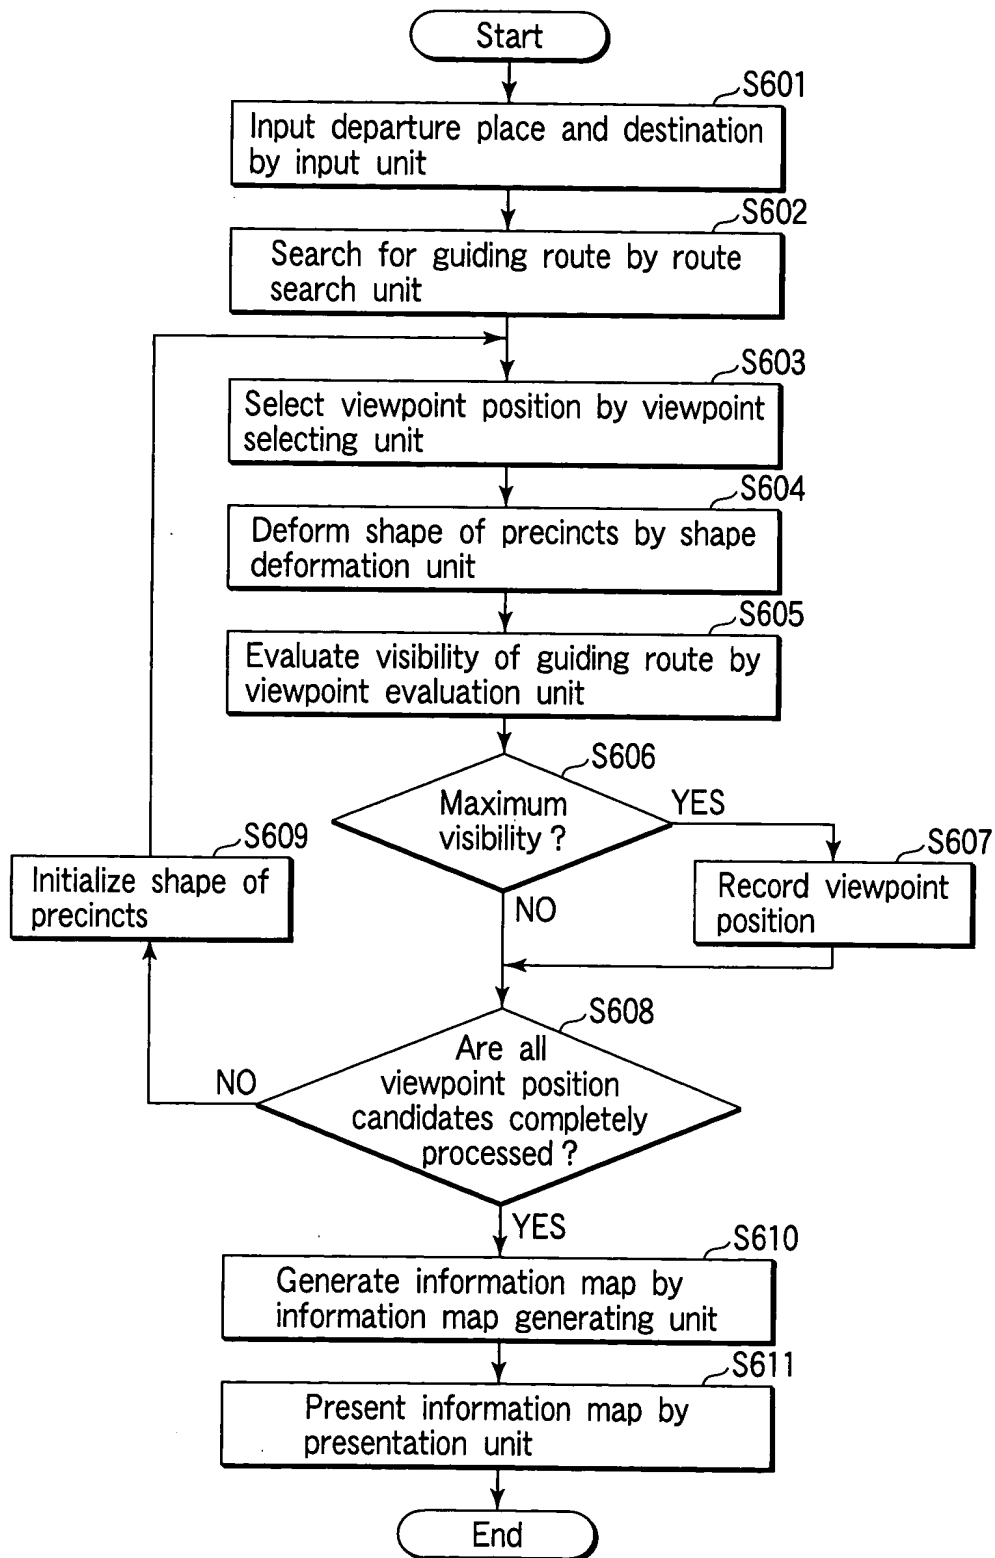 Start
S601
Input departure place and destination
by input unit
S602
Search for guiding route by route
search unit
S603
Select viewpoint position by viewpoint
selecting unit
S604
Deform shape of precincts by shape
deformation unit
S605
Evaluate visibility of guiding route by
viewpoint evaluation unit
S606
Maximum
visibility ?
YES
NO
S607
Record viewpoint
position
S609
Initialize shape of
precincts
S608
Are all
viewpoint position
candidates completely
processed ?
NO
YES
S610
Generate information map by
information map generating unit
S611
Present information map by
presentation unit
End